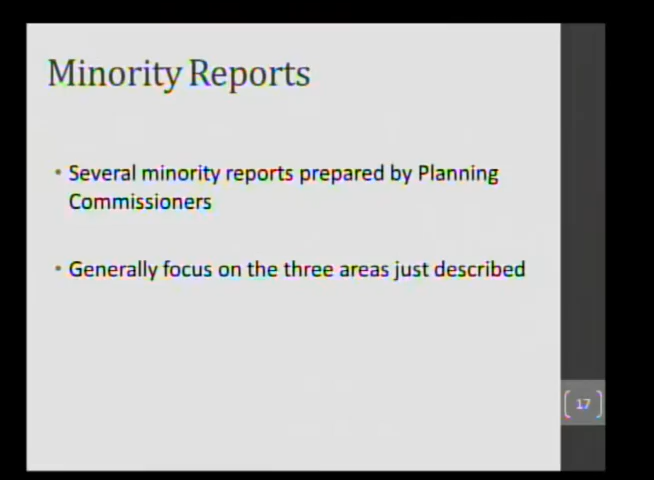 Minority Reports
• Several minority reports prepared by Planning
Commissioners
• Generally focus on the three areas just described
[ 17 ]